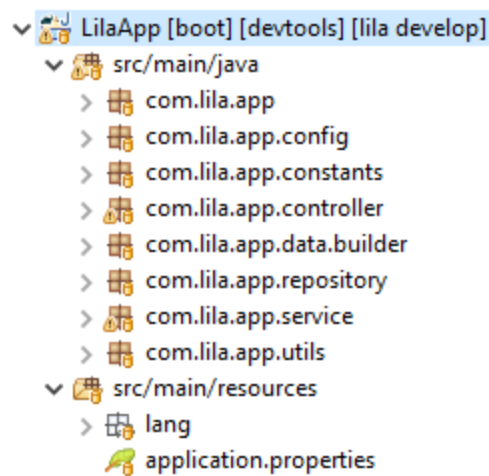 LilaApp [boot] [devtools] [lila develop]
src/main/java
com.lila.app
com.lila.app.config
com.lila.app.constants
com.lila.app.controller
com.lila.app.data.builder
com.lila.app.repository
com.lila.app.service
com.lila.app.utils
src/main/resources
lang
application.properties